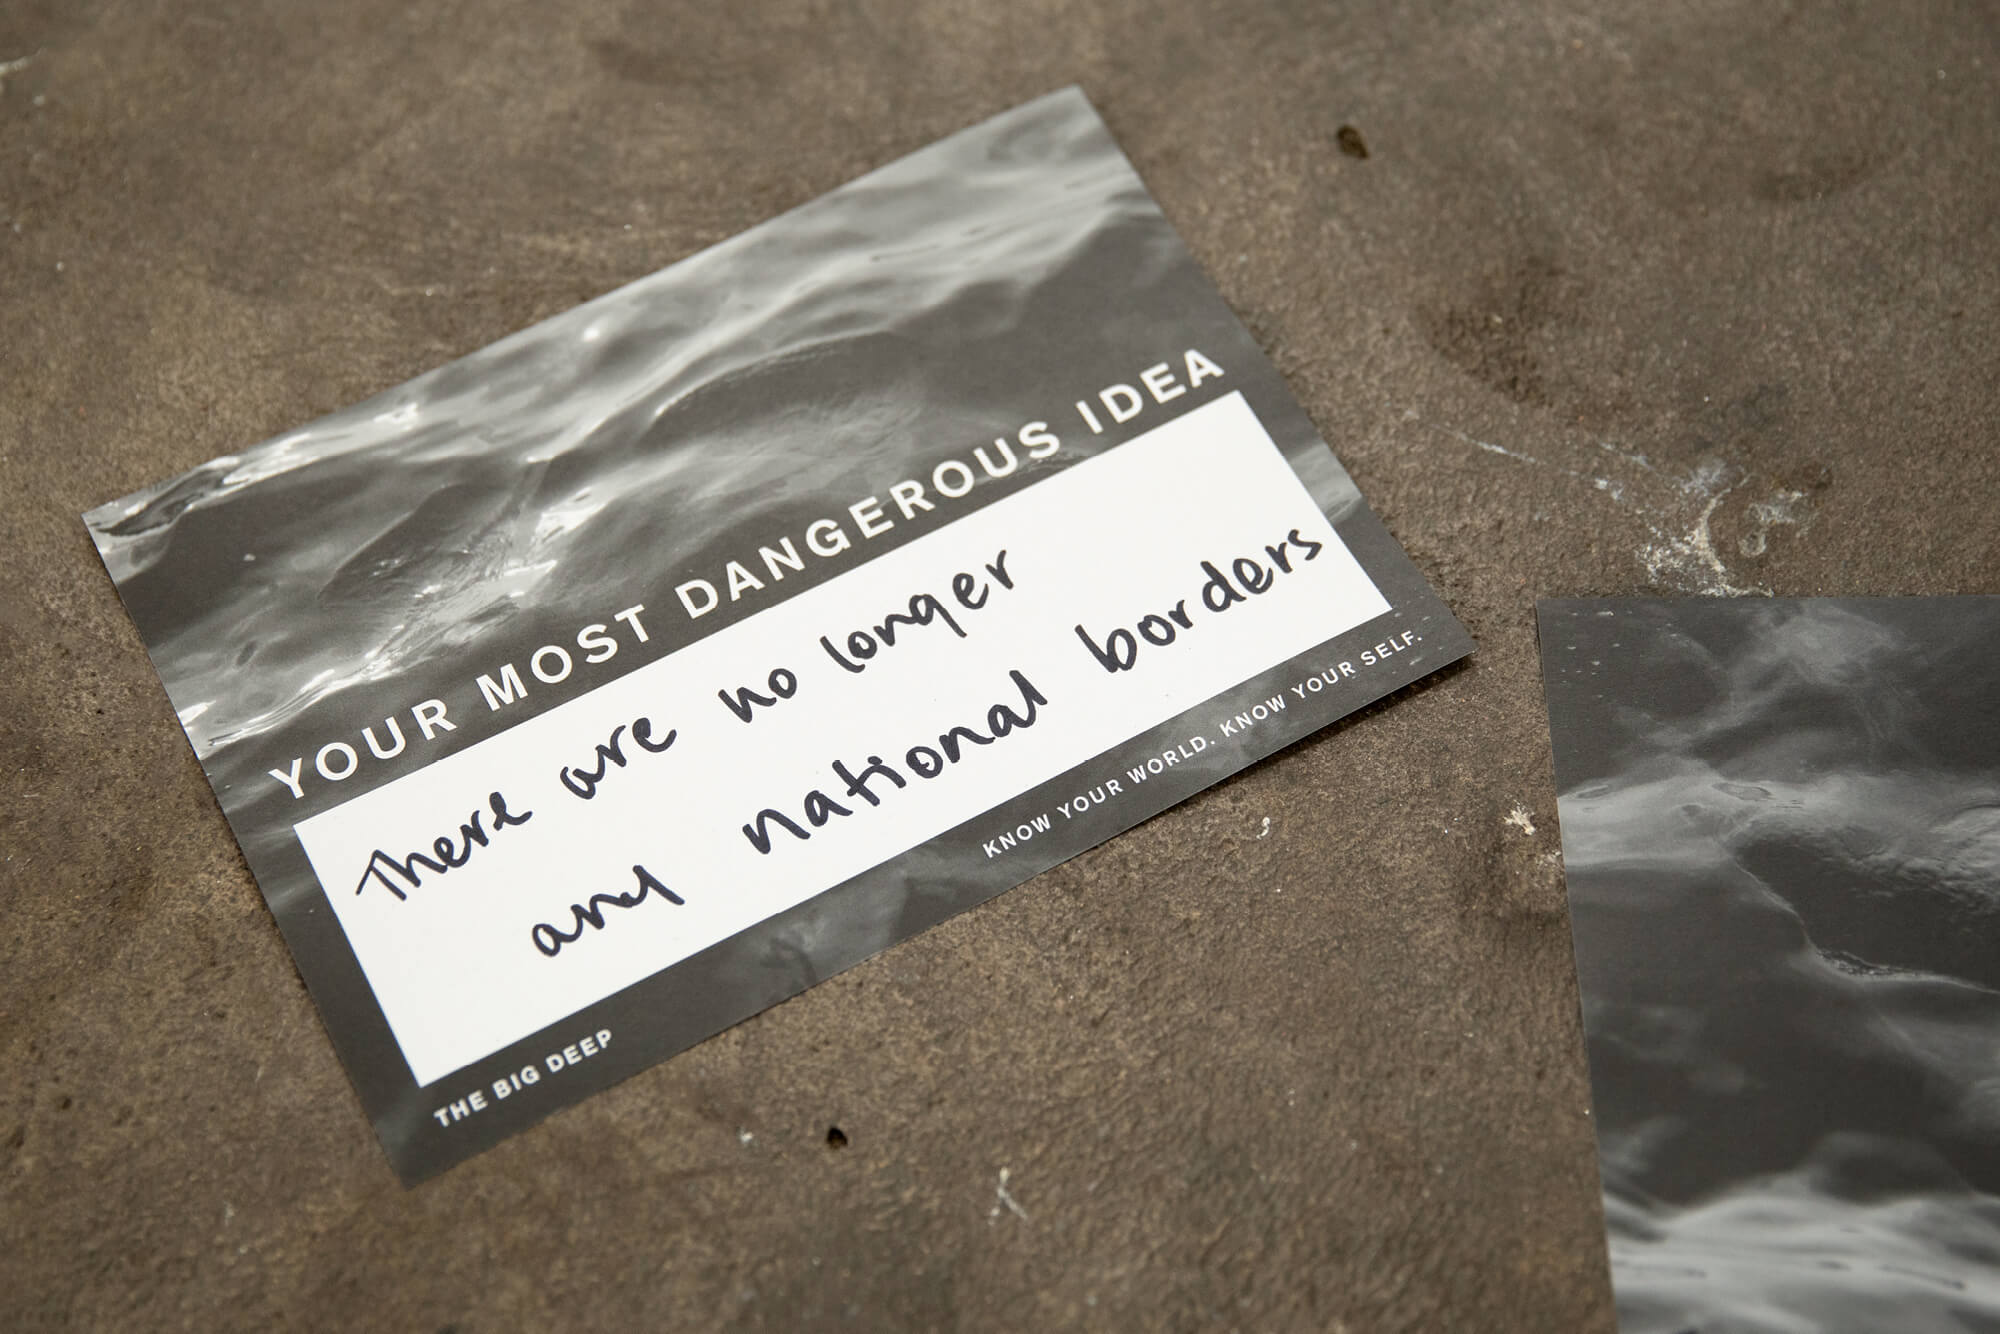 YOUR MOST DANGEROUS IDEA
There are no longer
any national borders
KNOW YOUR WORLD. KNOW YOUR SELF.
THE BIG DEEP